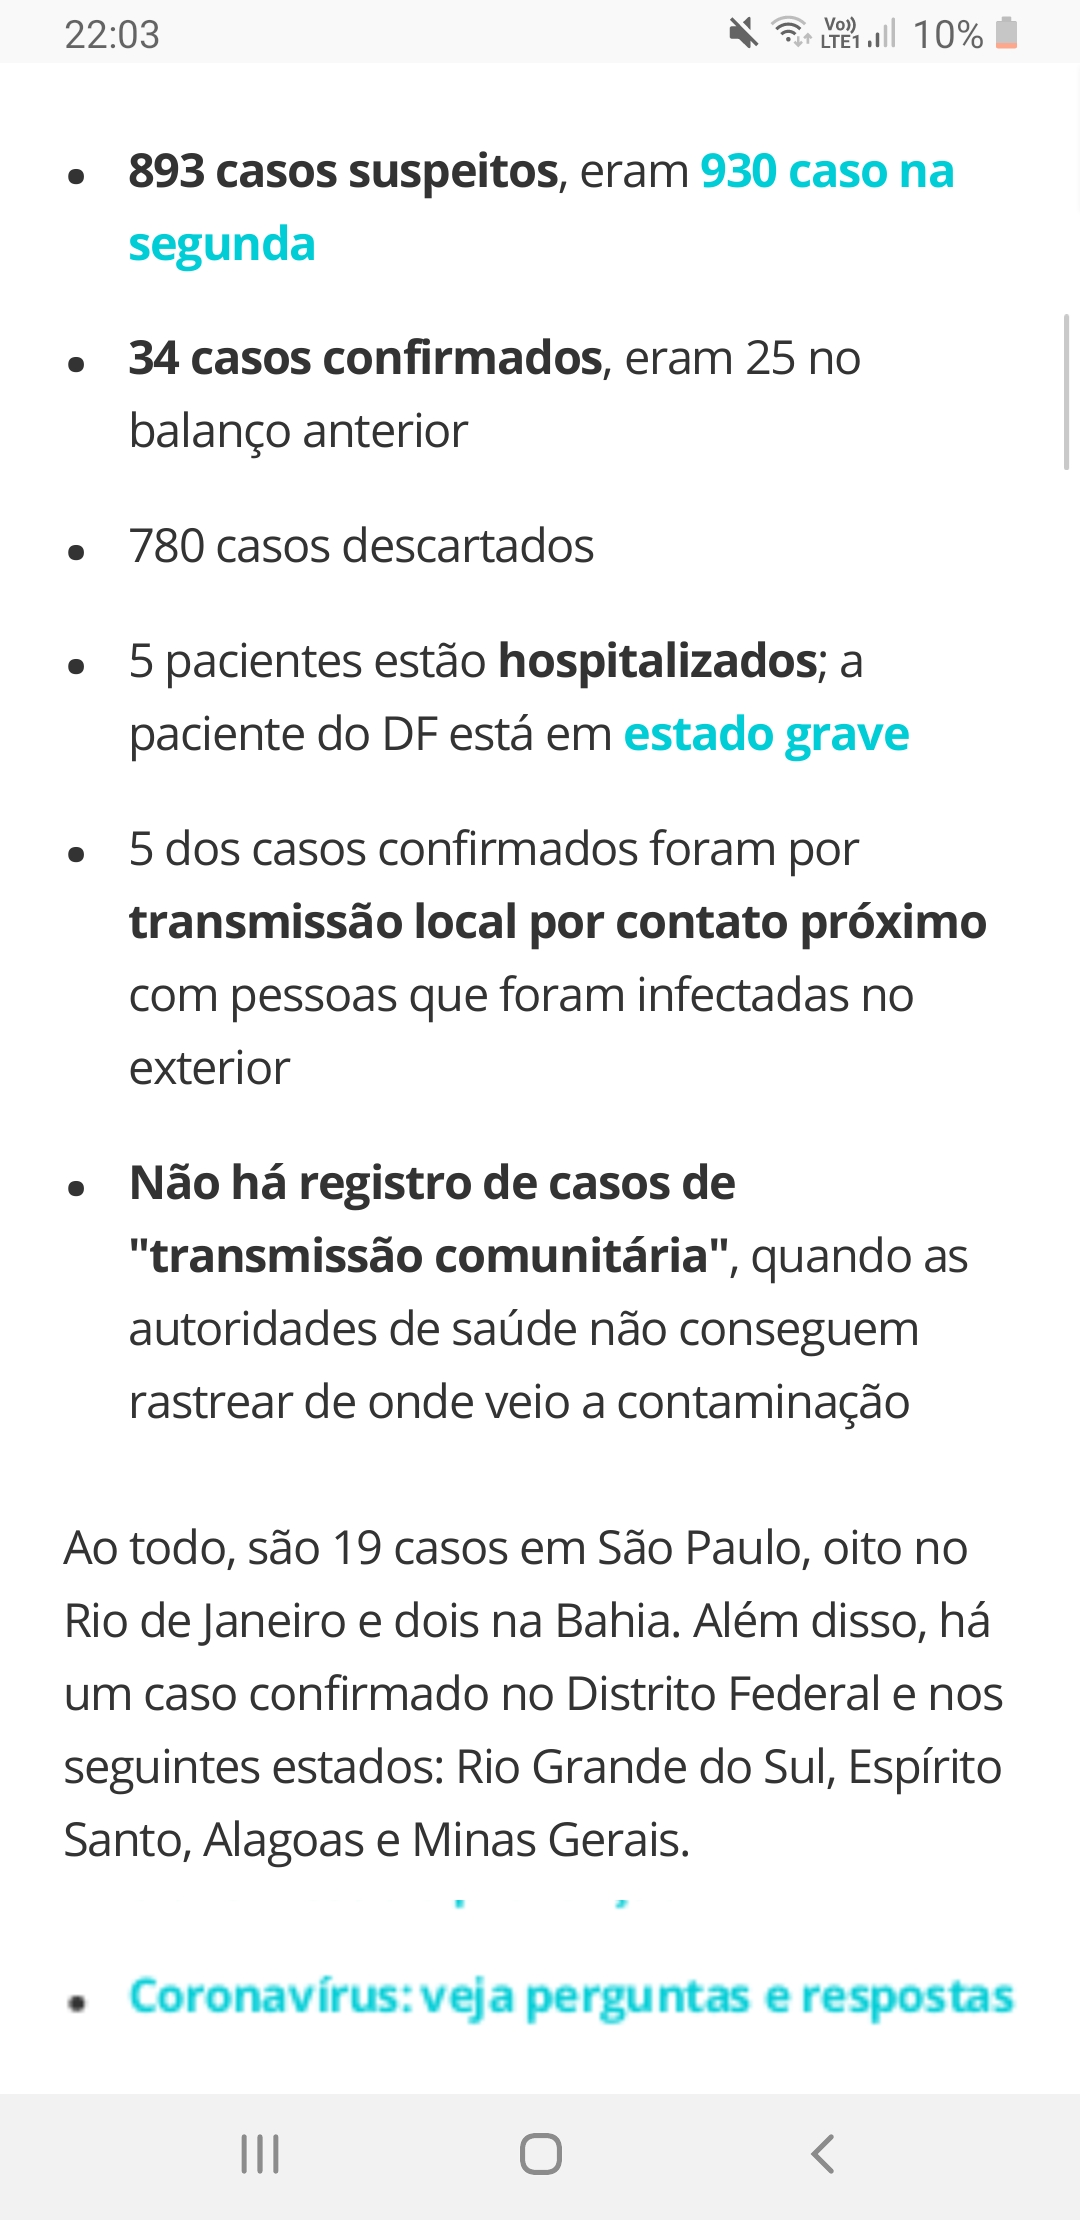 22:03
Vo))
LTE1
10%
• 893 casos suspeitos, eram 930 caso na
segunda
• 34 casos confirmados, eram 25 no
balanço anterior
• 780 casos descartados
• 5 pacientes estão hospitalizados; a
paciente do DF está em estado grave
• 5 dos casos confirmados foram por
transmissão local por contato próximo
com pessoas que foram infectadas no
exterior
• Não há registro de casos de
"transmissão comunitária", quando as
autoridades de saúde não conseguem
rastrear de onde veio a contaminação
Ao todo, são 19 casos em São Paulo, oito no
Rio de Janeiro e dois na Bahia. Além disso, há
um caso confirmado no Distrito Federal e nos
seguintes estados: Rio Grande do Sul, Espírito
Santo, Alagoas e Minas Gerais.
• Coronavírus: veja perguntas e respostas